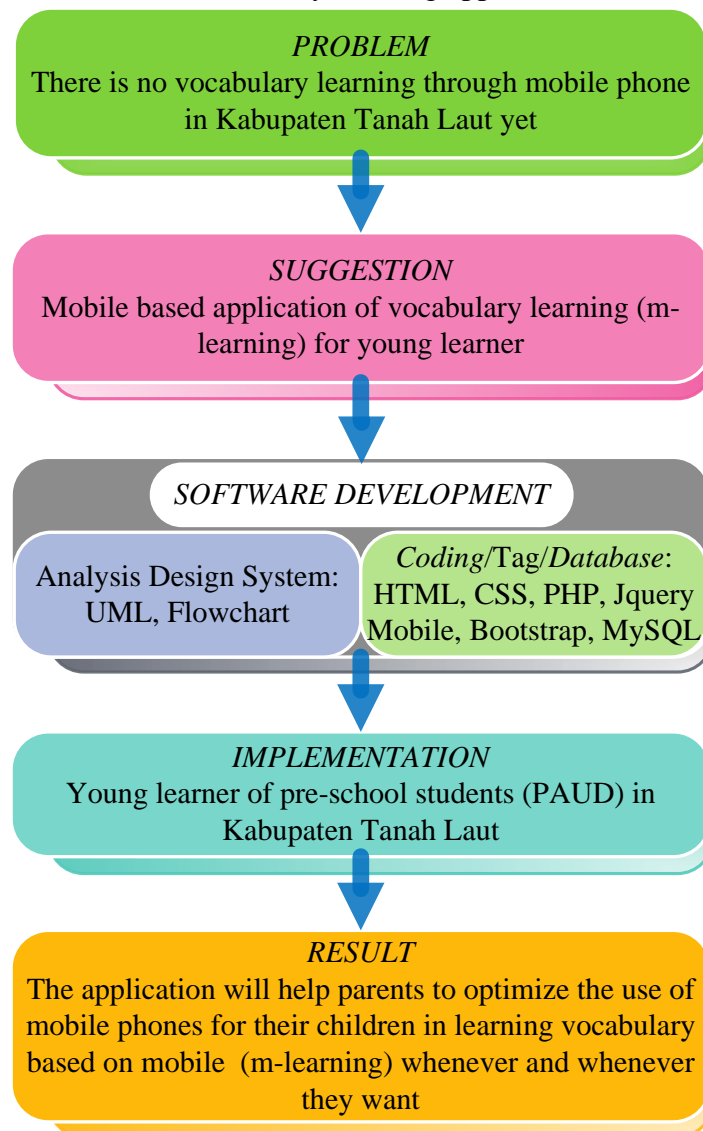 PROBLEM
There is no vocabulary learning through mobile phone
in Kabupaten Tanah Laut yet
SUGGESTION
Mobile based application of vocabulary learning (m-
learning) for young learner
SOFTWARE DEVELOPMENT
Analysis Design System:
UML, Flowchart
Coding/Tag/Database:
HTML, CSS, PHP, Jquery
Mobile, Bootstrap, MySQL
IMPLEMENTATION
Young learner of pre-school students (PAUD) in
Kabupaten Tanah Laut
RESULT
The application will help parents to optimize the use of
mobile phones for their children in learning vocabulary
based on mobile (m-learning) whenever and whenever
they want